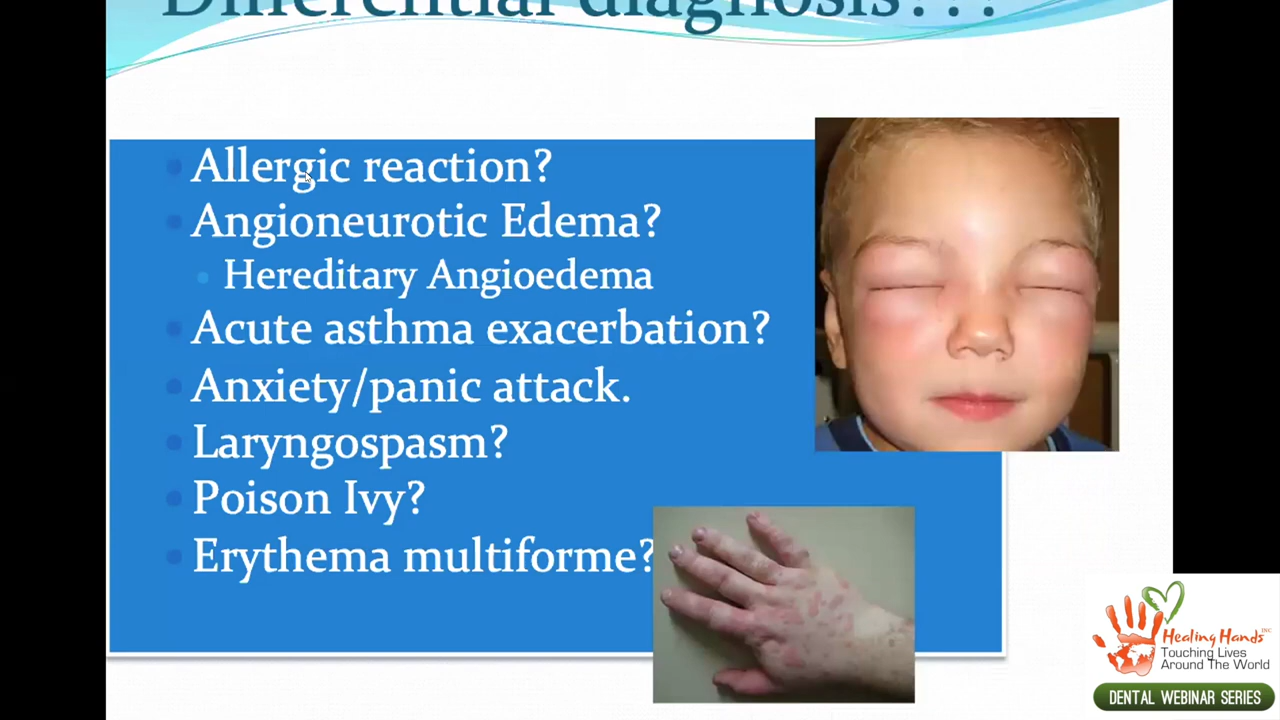 Differential diagnosis???
Allergic reaction?
Angioneurotic Edema?
Hereditary Angioedema
Acute asthma exacerbation?
Anxiety/panic attack.
Laryngospasm?
Poison Ivy?
Erythema multiforme?
Healing Hands INC
Touching Lives
Around The World
DENTAL WEBINAR SERIES